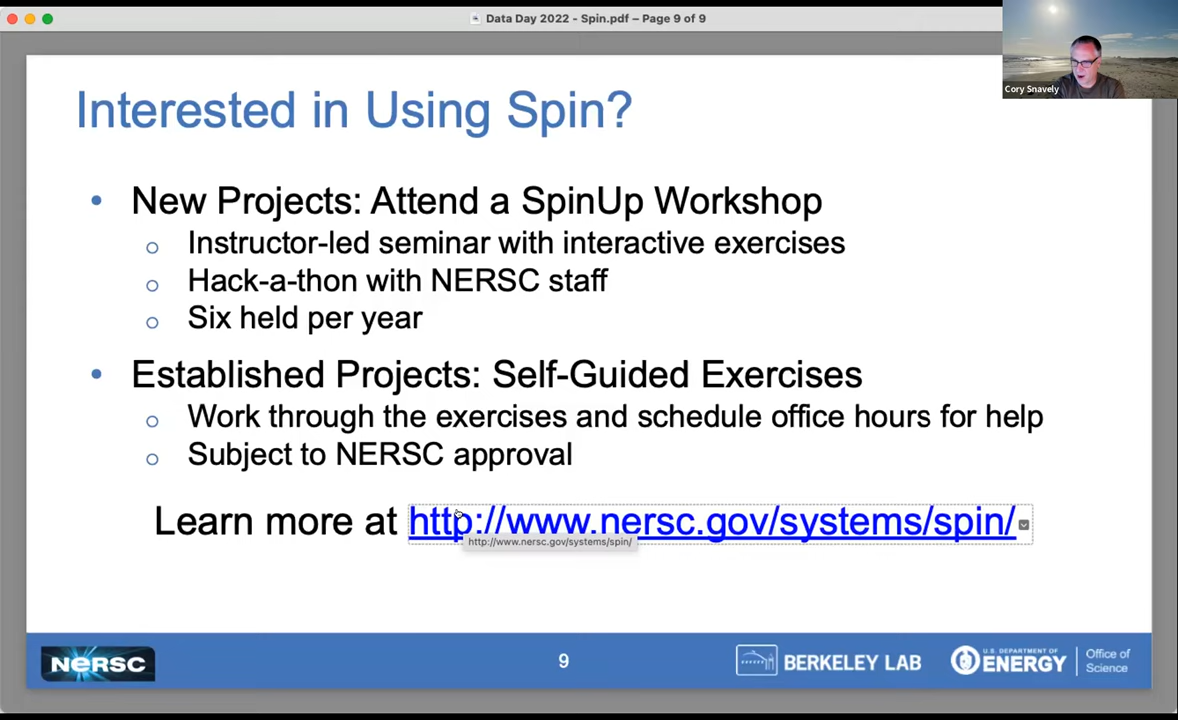 Data Day 2022 - Spin.pdf – Page 9 of 9
Cory Snavely
Interested in Using Spin?
• New Projects: Attend a SpinUp Workshop
o Instructor-led seminar with interactive exercises
o Hack-a-thon with NERSC staff
o Six held per year
• Established Projects: Self-Guided Exercises
o Work through the exercises and schedule office hours for help
o Subject to NERSC approval
Learn more at http://www.nersc.gov/systems/spin/
http://www.nersc.gov/systems/spin/
NERSC
9
BERKELEY LAB
U.S. DEPARTMENT OF
ENERGY
Office of
Science